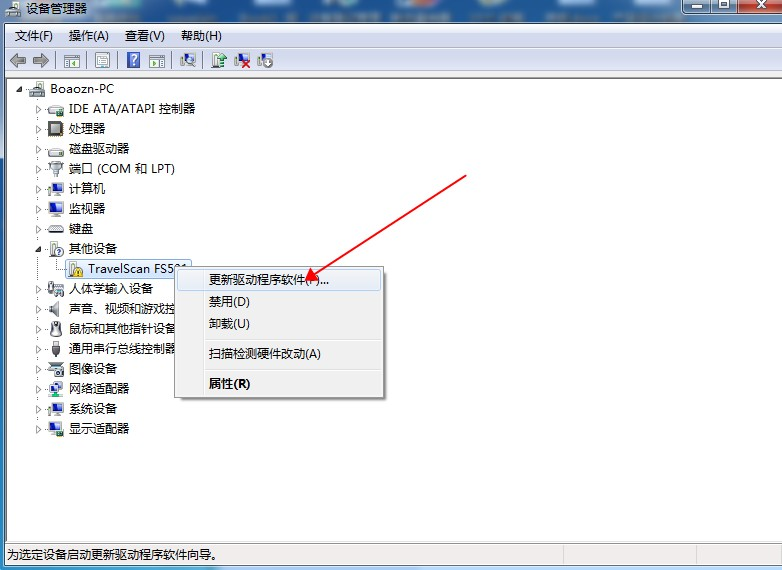 设备管理器
文件(F) 操作(A) 查看(V) 帮助(H)
Boaozn-PC
IDE ATA/ATAPI 控制器
处理器
磁盘驱动器
端口 (COM 和 LPT)
计算机
监视器
键盘
其他设备
TravelScan
更新驱动程序软件(P)...
禁用(D)
卸载(U)
扫描检测硬件改动(A)
属性(R)
人体学输入设备
声音、视频和游戏控
鼠标和其他指针设备
通用串行总线控制器
图像设备
网络适配器
系统设备
显示适配器
为选定设备启动更新驱动程序软件向导。